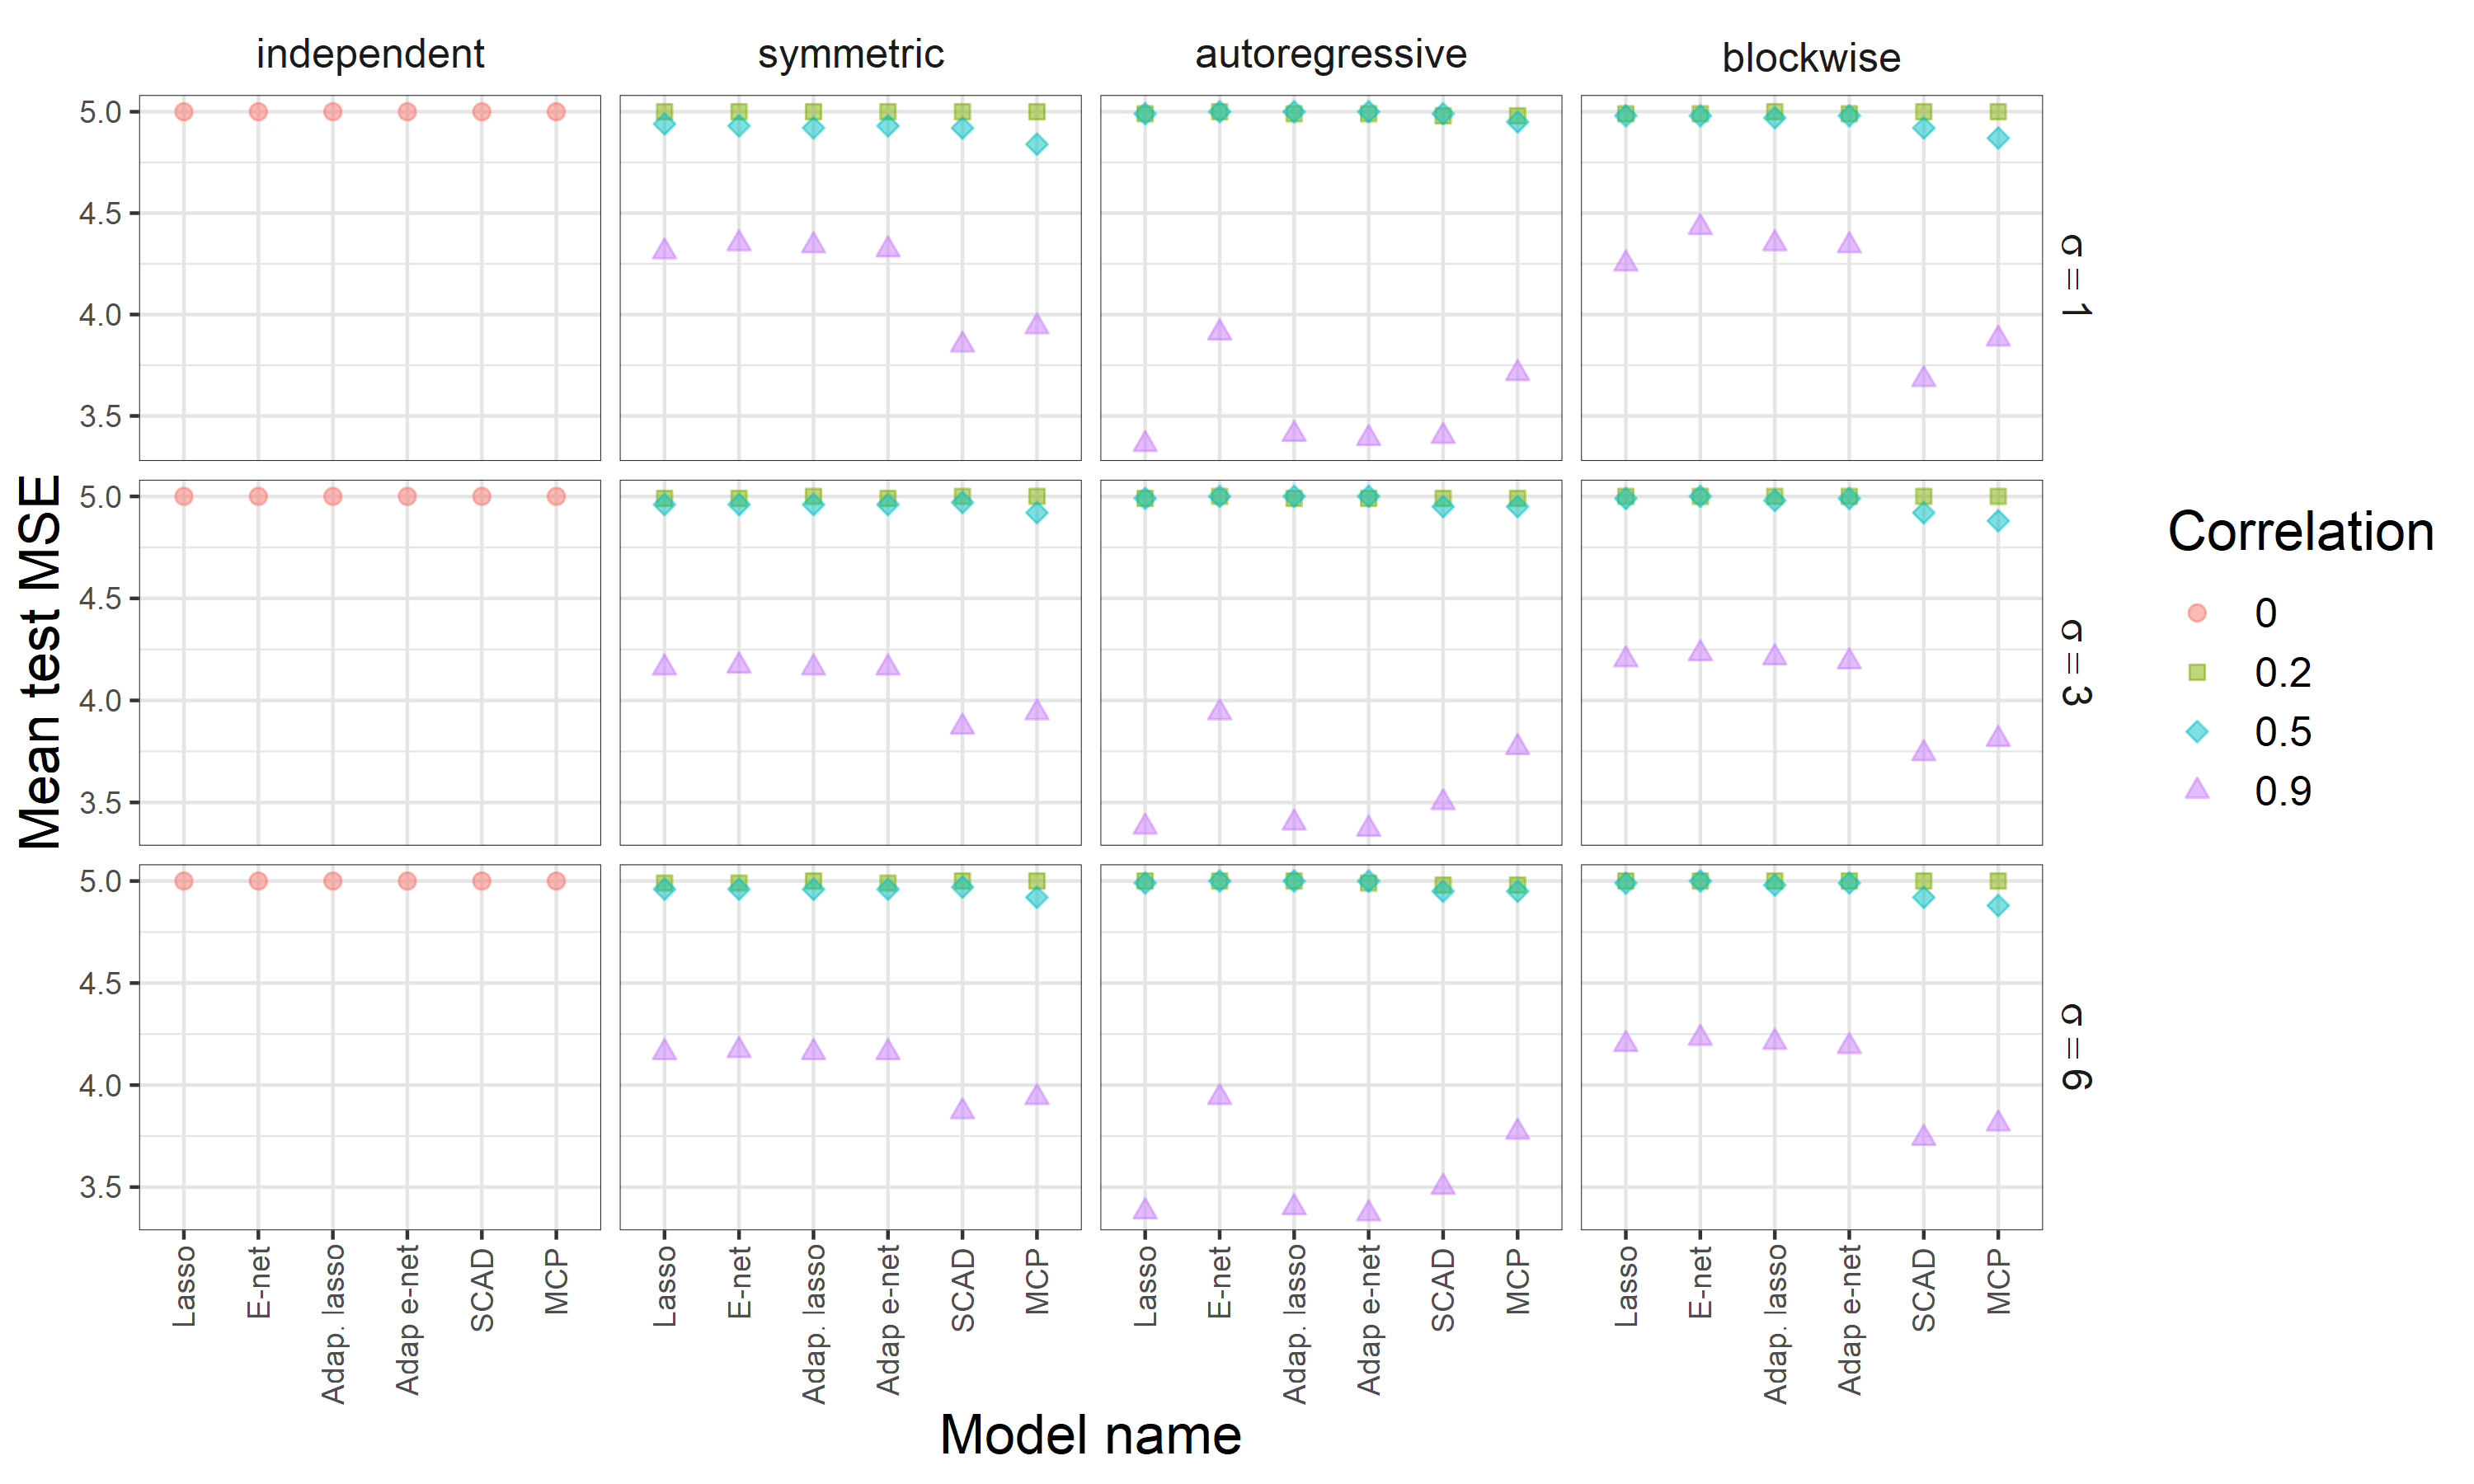 independent
symmetric
autoregressive
blockwise
5.0
4.5
4.0
3.5
σ = 1
5.0
4.5
4.0
3.5
σ = 3
5.0
4.5
4.0
3.5
σ = 6
Mean test MSE
Lasso
E-net
Adap. lasso
Adap e-net
SCAD
MCP
Lasso
E-net
Adap. lasso
Adap e-net
SCAD
MCP
Lasso
E-net
Adap. lasso
Adap e-net
SCAD
MCP
Lasso
E-net
Adap. lasso
Adap e-net
SCAD
MCP
Model name
Correlation
0
0.2
0.5
0.9